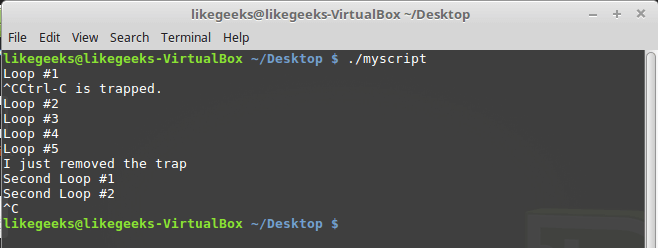 likegeeks@likegeeks-VirtualBox ~/Desktop
File Edit View Search Terminal Help
likegeeks@likegeeks-VirtualBox ~/Desktop $ ./myscript
Loop #1
^CCtrl-C is trapped.
Loop #2
Loop #3
Loop #4
Loop #5
I just removed the trap
Second Loop #1
Second Loop #2
^C
likegeeks@likegeeks-VirtualBox ~/Desktop $